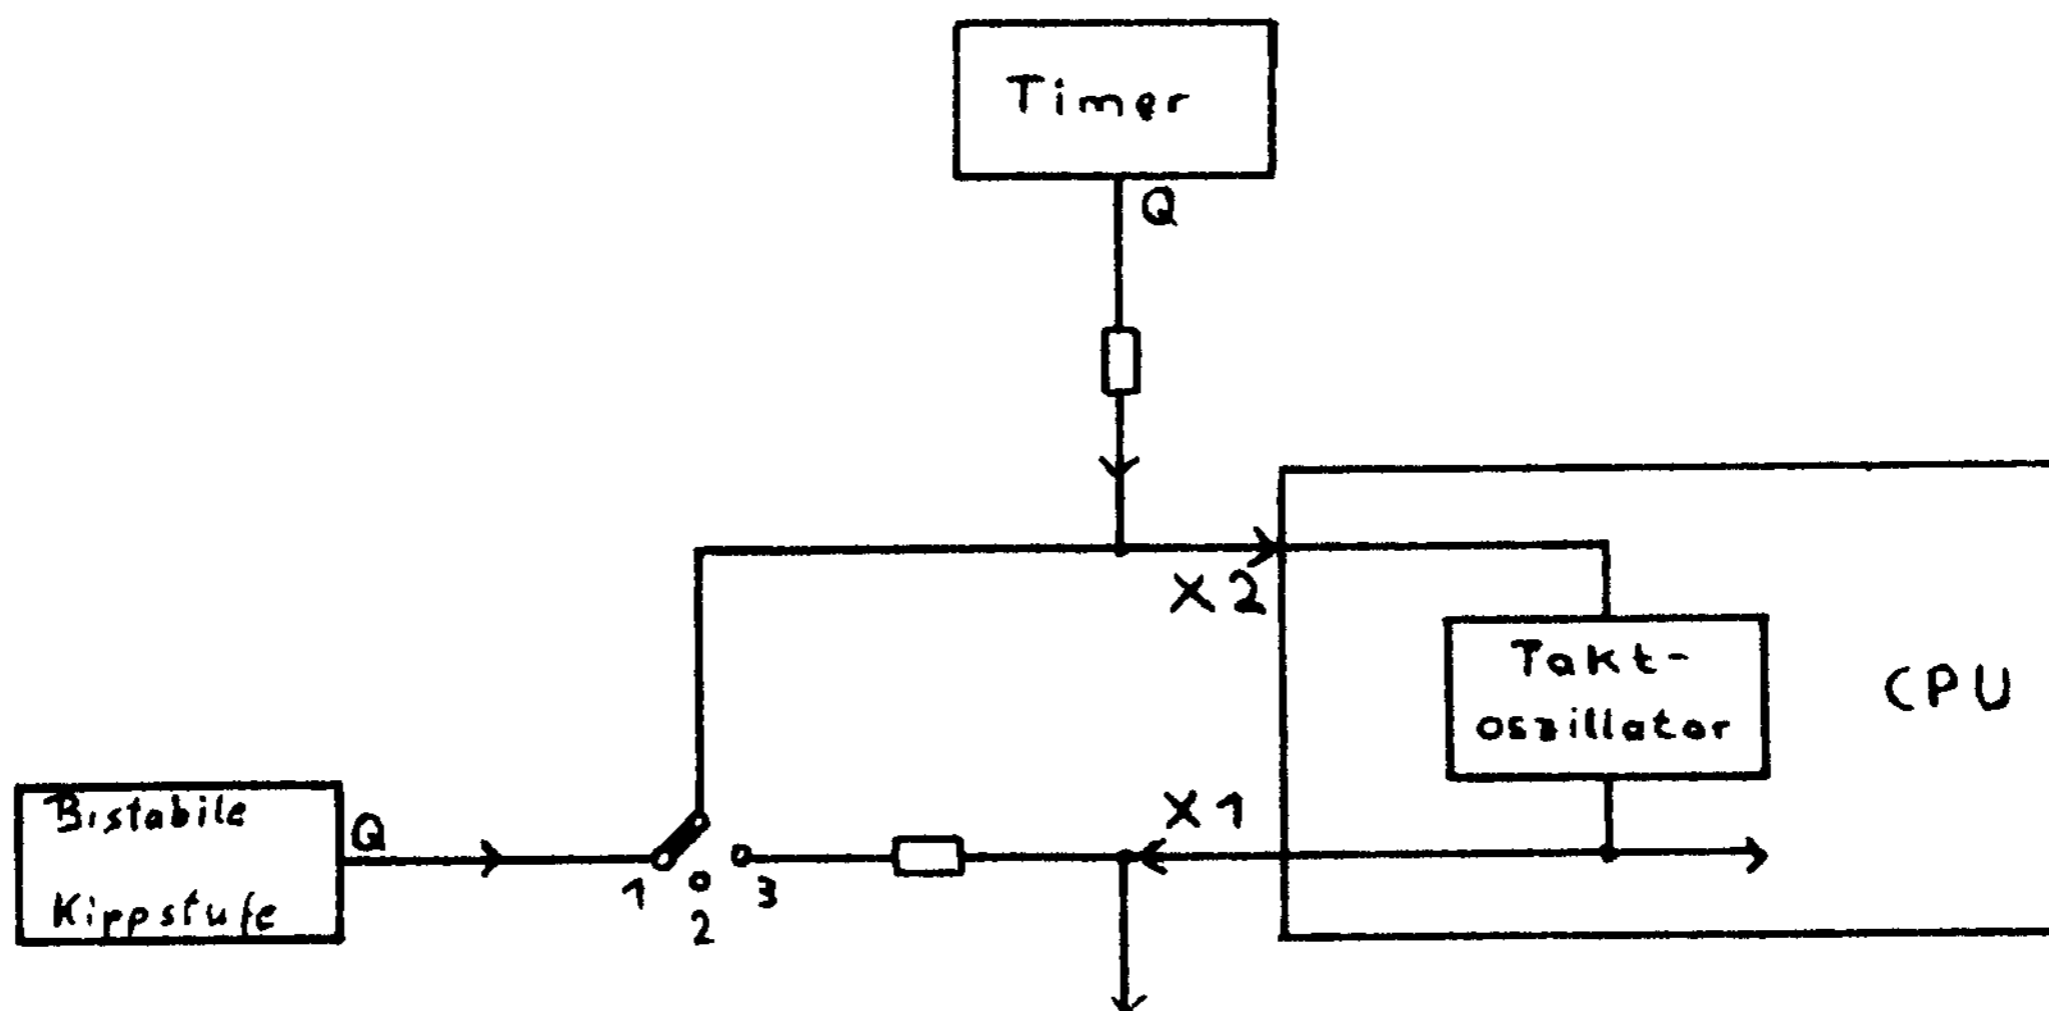 Timer
Q
X2
Takt-
oszillator
CPU
X1
Bistabile
Kippstufe
Q
1
2
3